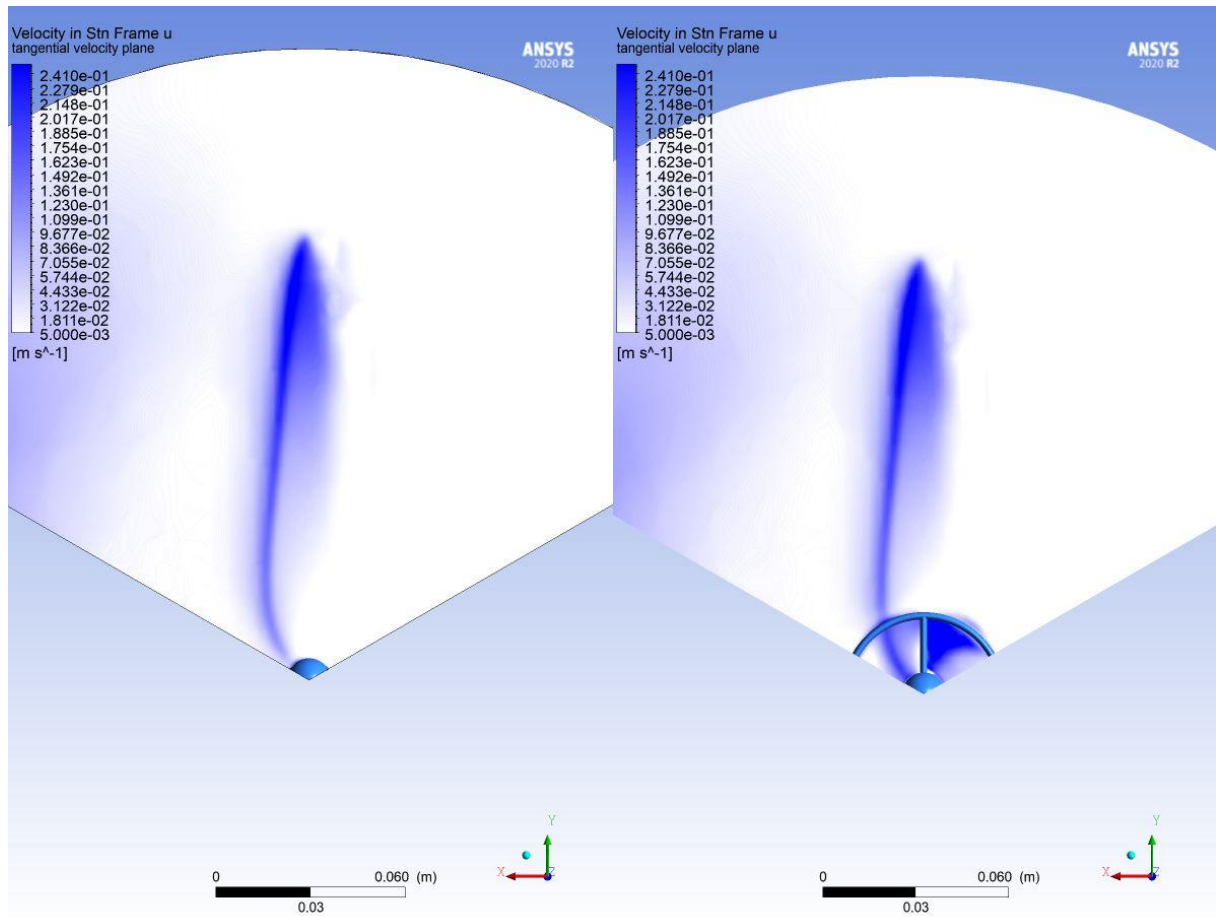 Velocity in Stn Frame u
tangential velocity plane
2.410e-01
2.279e-01
2.148e-01
2.017e-01
1.885e-01
1.754e-01
1.623e-01
1.492e-01
1.361e-01
1.230e-01
1.099e-01
9.677e-02
8.366e-02
7.055e-02
5.744e-02
4.433e-02
3.122e-02
1.811e-02
5.000e-03
[m s^-1]
ANSYS
2020 R2
0
0.060 (m)
0.03
Y
X
Z
Velocity in Stn Frame u
tangential velocity plane
2.410e-01
2.279e-01
2.148e-01
2.017e-01
1.885e-01
1.754e-01
1.623e-01
1.492e-01
1.361e-01
1.230e-01
1.099e-01
9.677e-02
8.366e-02
7.055e-02
5.744e-02
4.433e-02
3.122e-02
1.811e-02
5.000e-03
[m s^-1]
ANSYS
2020 R2
0
0.060 (m)
0.03
Y
X
Z